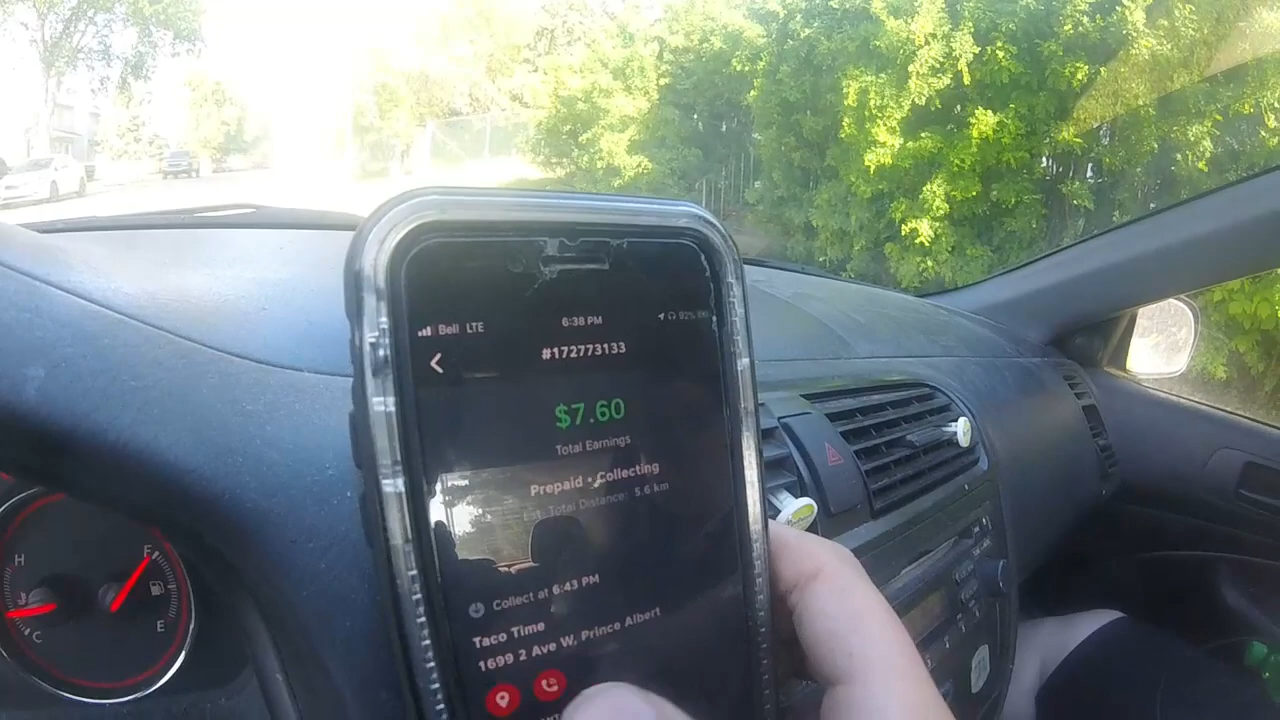 Bell LTE 6:38 PM 92%
#172773133
$7.60
Total Earnings
Prepaid • Collecting
Est. Total Distance: 5.6 km
Collect at 6:43 PM
Taco Time
1699 2 Ave W, Prince Albert
H
C
F
E